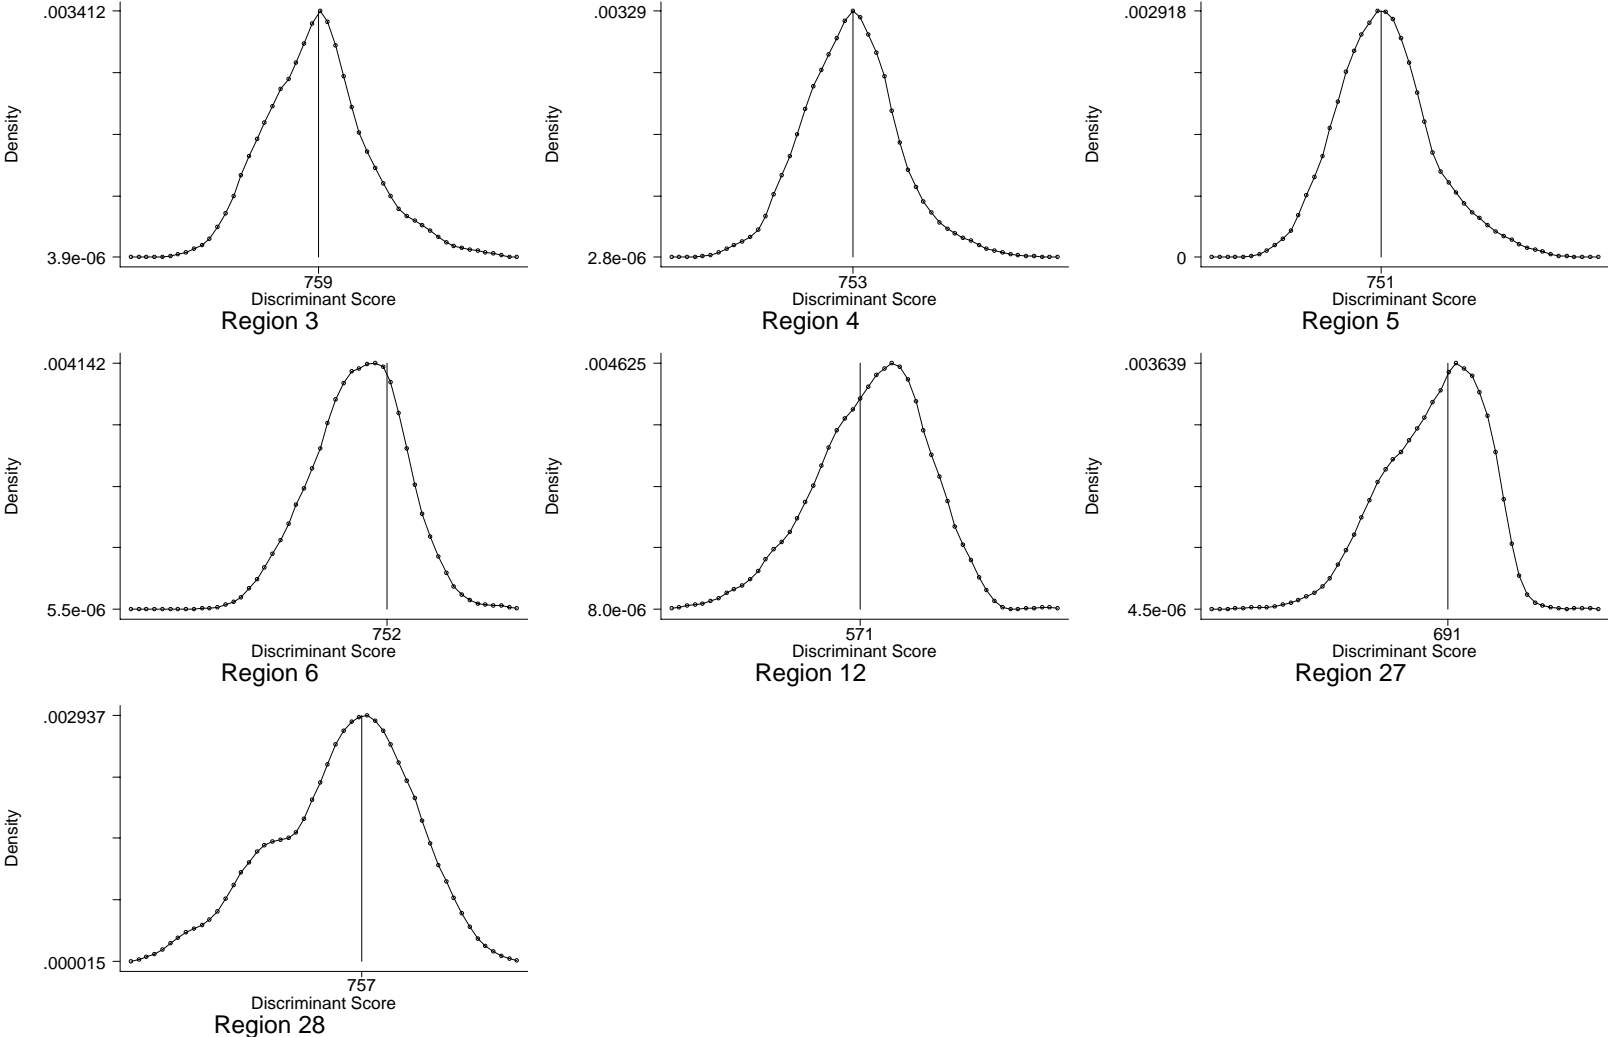 .003412
Density
3.9e-06
759
Discriminant Score
Region 3
.00329
Density
2.8e-06
753
Discriminant Score
Region 4
.002918
Density
0
751
Discriminant Score
Region 5
.004142
Density
5.5e-06
752
Discriminant Score
Region 6
.004625
Density
8.0e-06
571
Discriminant Score
Region 12
.003639
Density
4.5e-06
691
Discriminant Score
Region 27
.002937
Density
.000015
757
Discriminant Score
Region 28